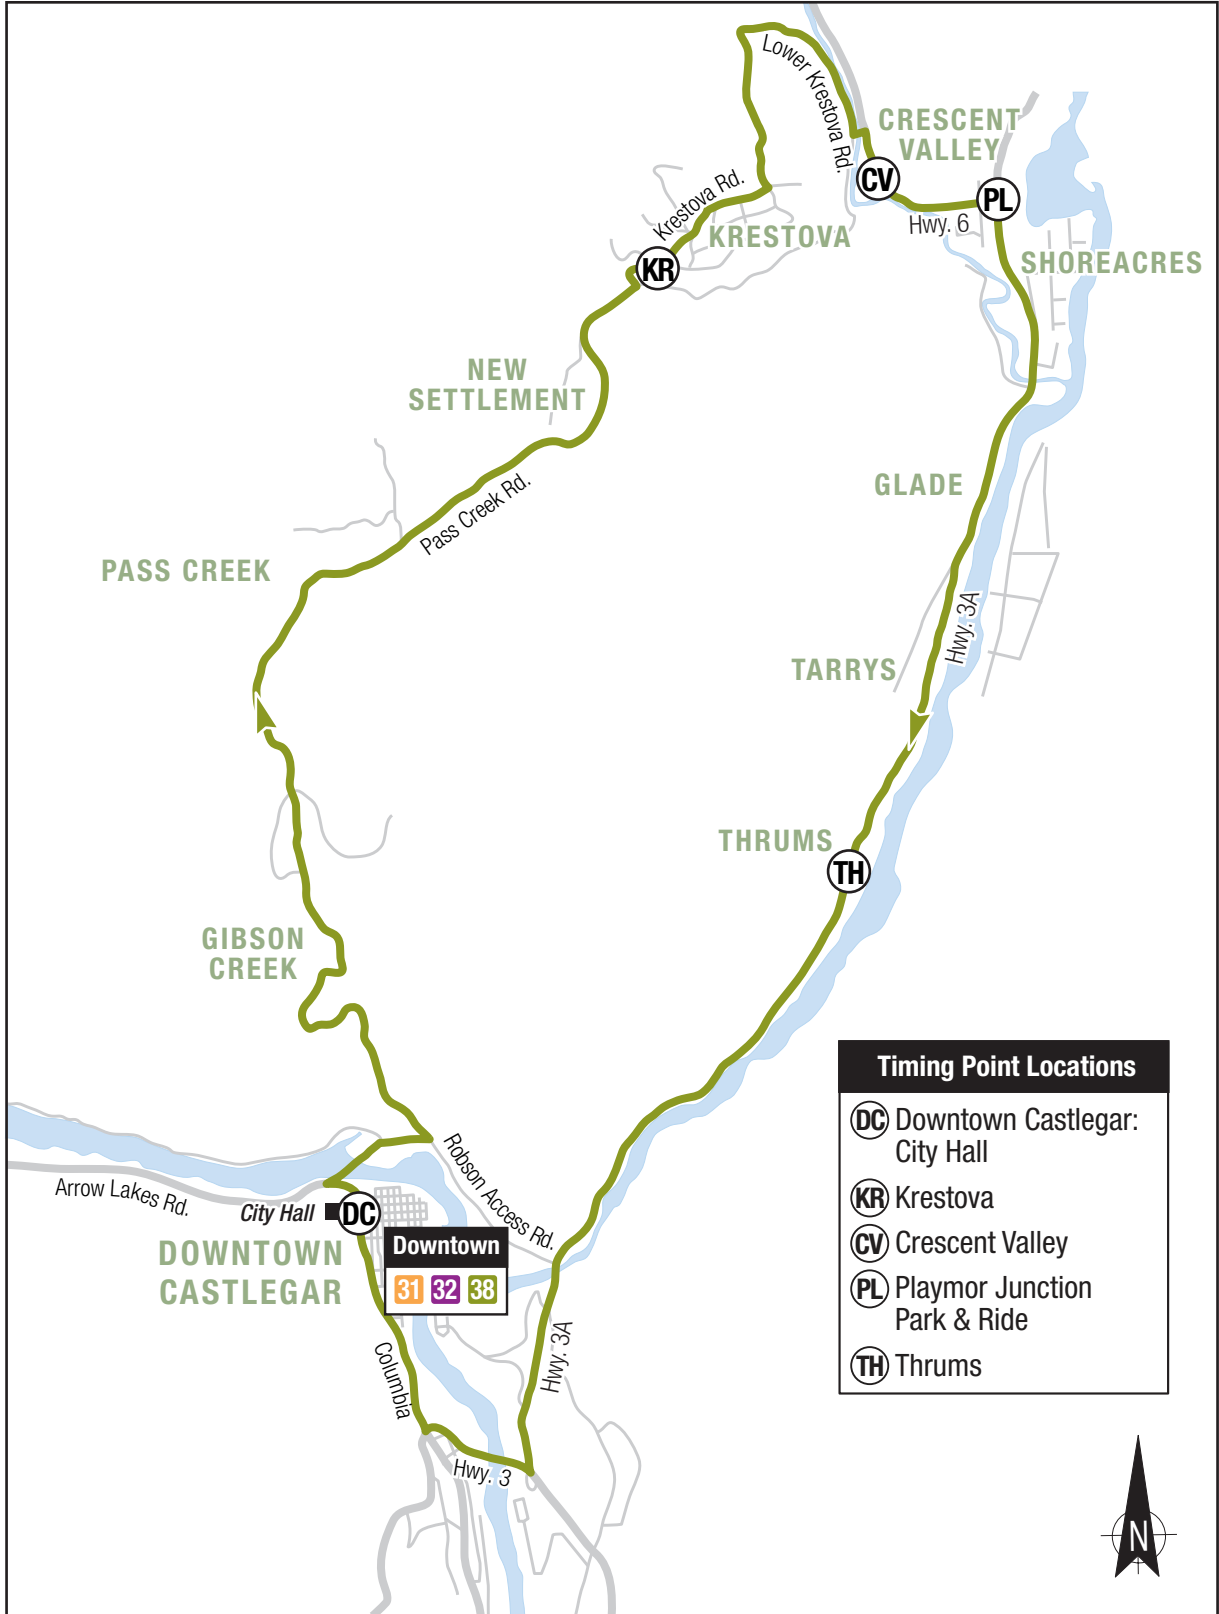 Lower Krestova Rd.
CRESCENT
VALLEY
CV
PL
Hwy. 6
Krestova Rd.
KRESTOVA
KR
SHOREACRES
NEW
SETTLEMENT
GLADE
Pass Creek Rd.
PASS CREEK
Hwy. 3A
TARRYS
THRUMS
TH
GIBSON
CREEK
Timing Point Locations
DC Downtown Castlegar:
City Hall
KR Krestova
CV Crescent Valley
PL Playmor Junction
Park & Ride
TH Thrums
Robson Access Rd.
Arrow Lakes Rd.
City Hall
DC
DOWNTOWN
CASTLEGAR
Downtown
31 32 38
Columbia
Hwy. 3A
Hwy. 3
N